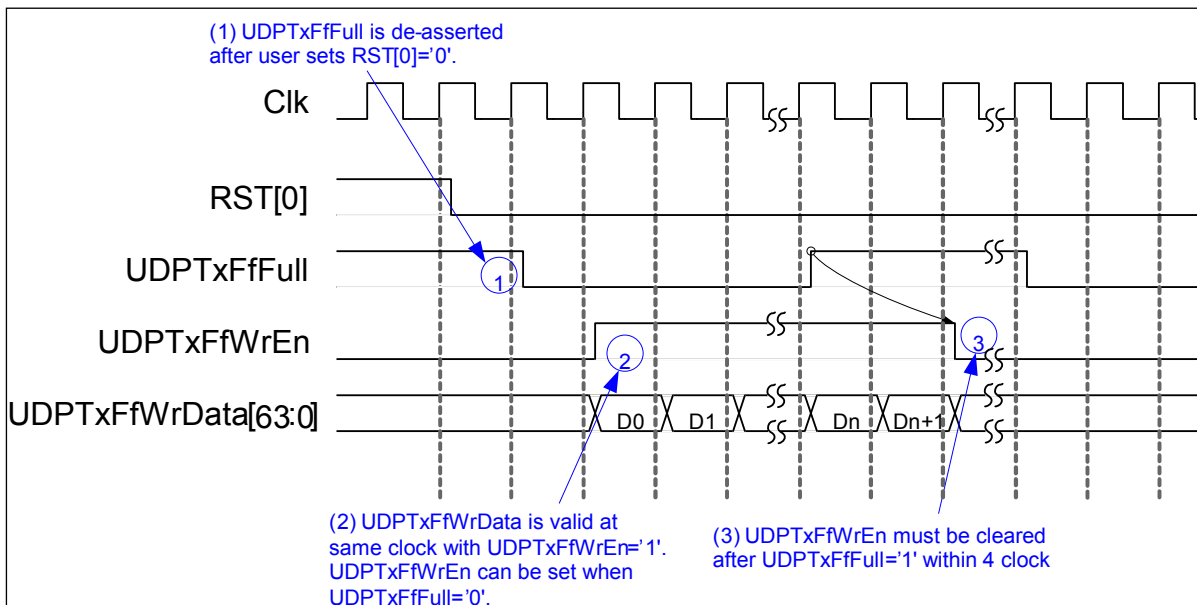 (1) UDPTxFfFull is de-asserted
after user sets RST[0]='0'.
Clk
RST[0]
UDPTxFfFull
1
UDPTxFfWrEn
2
3
UDPTxFfWrData[63:0]
D0
D1
Dn
Dn+1
(2) UDPTxFfWrData is valid at
same clock with UDPTxFfWrEn='1'.
UDPTxFfWrEn can be set when
UDPTxFfFull='0'.
(3) UDPTxFfWrEn must be cleared
after UDPTxFfFull='1' within 4 clock